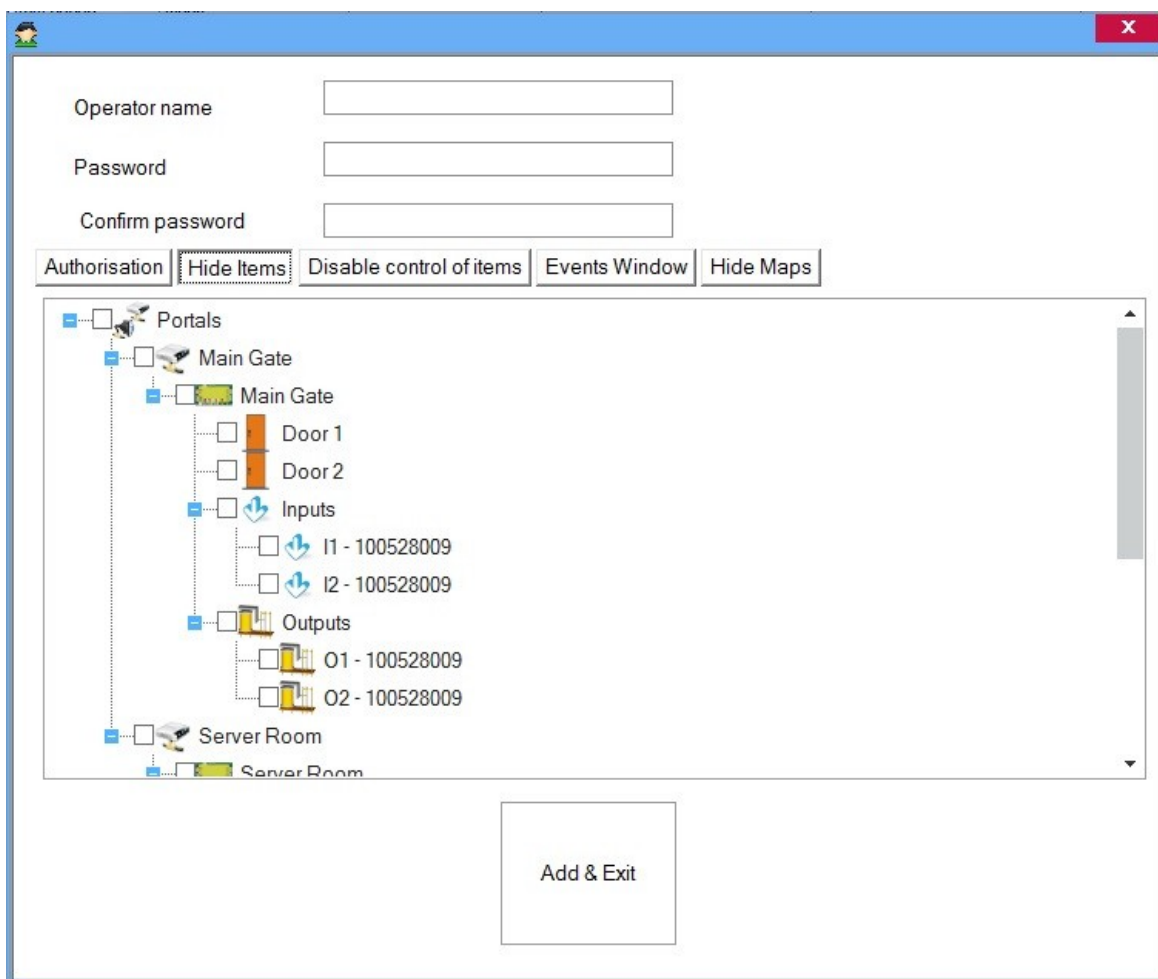 X
Operator name
Password
Confirm password
Authorisation Hide Items Disable control of items Events Window Hide Maps
Portals
Main Gate
Main Gate
Door 1
Door 2
Inputs
I1 - 100528009
I2 - 100528009
Outputs
O1 - 100528009
O2 - 100528009
Server Room
Server Room
Add & Exit